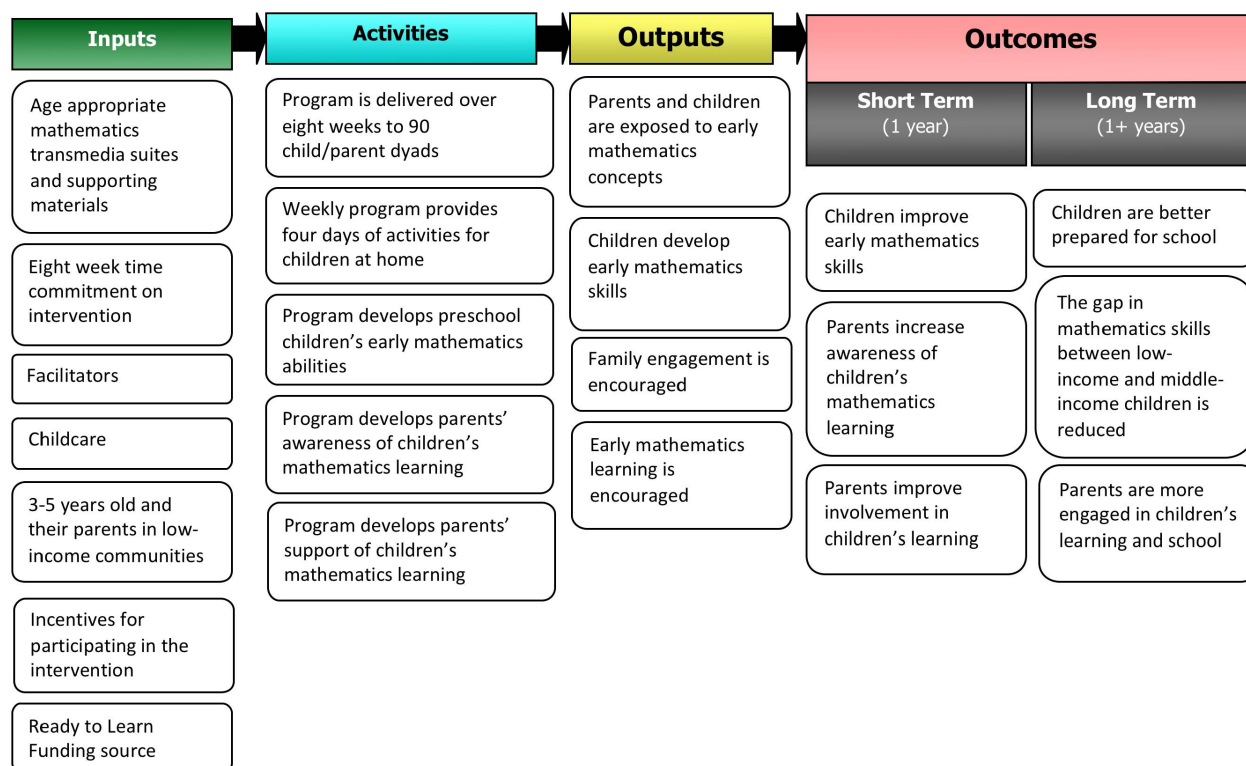 Inputs
Activities
Outputs
Outcomes
Short Term
(1 year)
Long Term
(1+ years)
Age appropriate
mathematics
transmedia suites
and supporting
materials
Eight week time
commitment on
intervention
Facilitators
Childcare
3-5 years old and
their parents in low-
income communities
Incentives for
participating in the
intervention
Ready to Learn
Funding source
Program is delivered over
eight weeks to 90
child/parent dyads
Weekly program provides
four days of activities for
children at home
Program develops preschool
children’s early mathematics
abilities
Program develops parents’
awareness of children’s
mathematics learning
Program develops parents’
support of children’s
mathematics learning
Parents and children
are exposed to early
mathematics
concepts
Children develop
early mathematics
skills
Family engagement is
encouraged
Early mathematics
learning is
encouraged
Children improve
early mathematics
skills
Parents increase
awareness of
children’s
mathematics
learning
Parents improve
involvement in
children’s learning
Children are better
prepared for school
The gap in
mathematics skills
between low-
income and middle-
income children is
reduced
Parents are more
engaged in children’s
learning and school